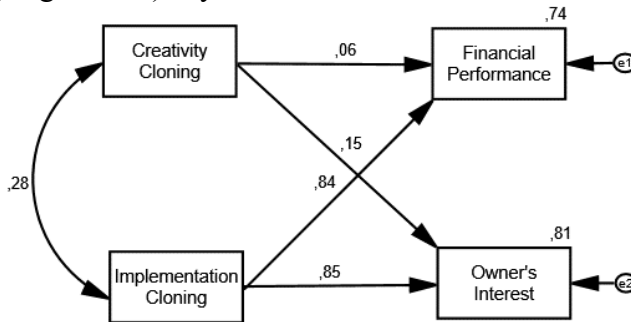 ,74
Creativity
Cloning
,06
Financial
Performance
e1
,15
,84
,28
,81
Implementation
Cloning
,85
Owner's
Interest
e2